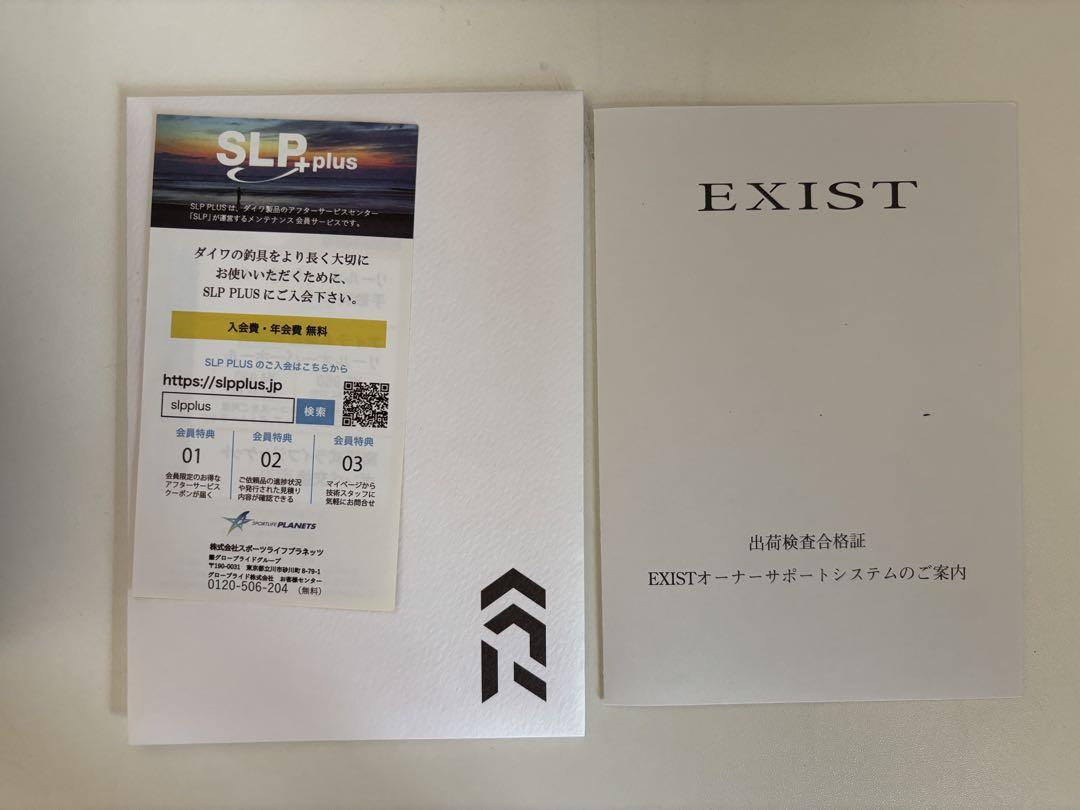 SLP+plus
SLP PLUS は、ダイワ製品のアフターサービスセンター
「SLP」が運営するメンテナンス会員サービスです。
ダイワの釣具をより長く大切に
お使いいただくために、
SLP PLUS にご入会下さい。
入会費・年会費 無料
SLP PLUS のご入会はこちらから
https://slpplus.jp
slpplus 検索
会員特典
01
会員限定のお得な
アフターサービス
クーポンが届く
会員特典
02
ご依頼品の進捗状況
や発行された見積り
内容が確認できる
会員特典
03
マイページから
技術スタッフに
気軽にお問合せ
SPORTLIFE PLANETS
株式会社スポーツライフプラネッツ
■グローブライドグループ
〒190-0031 東京都立川市砂川町 8-79-1
グローブライド株式会社 お客様センター
0120-506-204 (無料)
EXIST
出荷検査合格証
EXISTオーナーサポートシステムのご案内